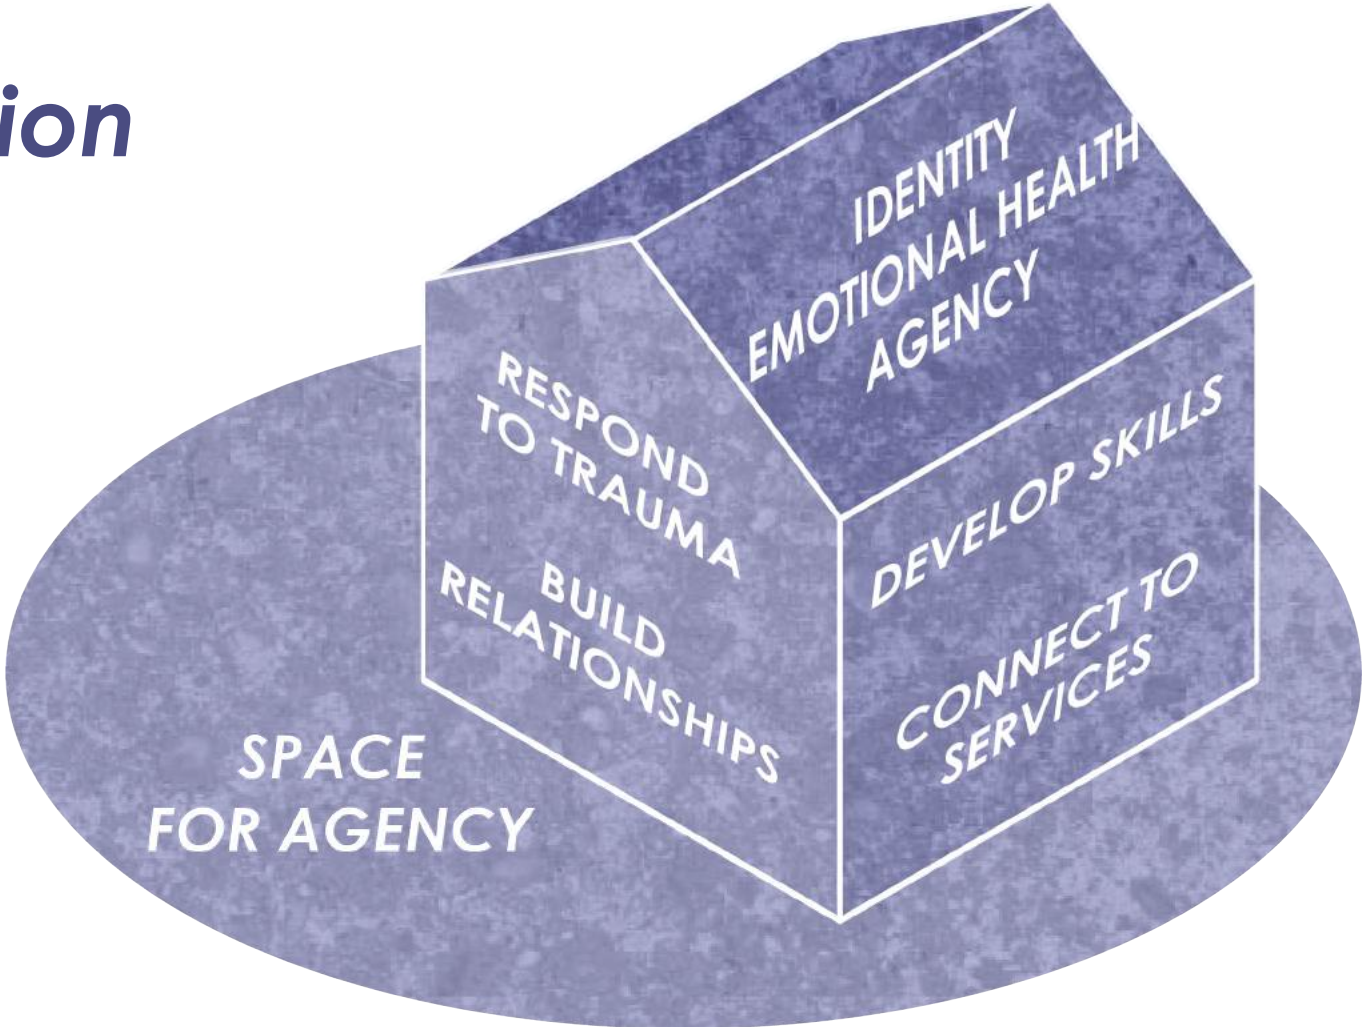 ion
IDENTITY
EMOTIONAL HEALTH
AGENCY
RESPOND
TO TRAUMA
BUILD
RELATIONSHIPS
DEVELOP SKILLS
CONNECT TO
SERVICES
SPACE
FOR AGENCY